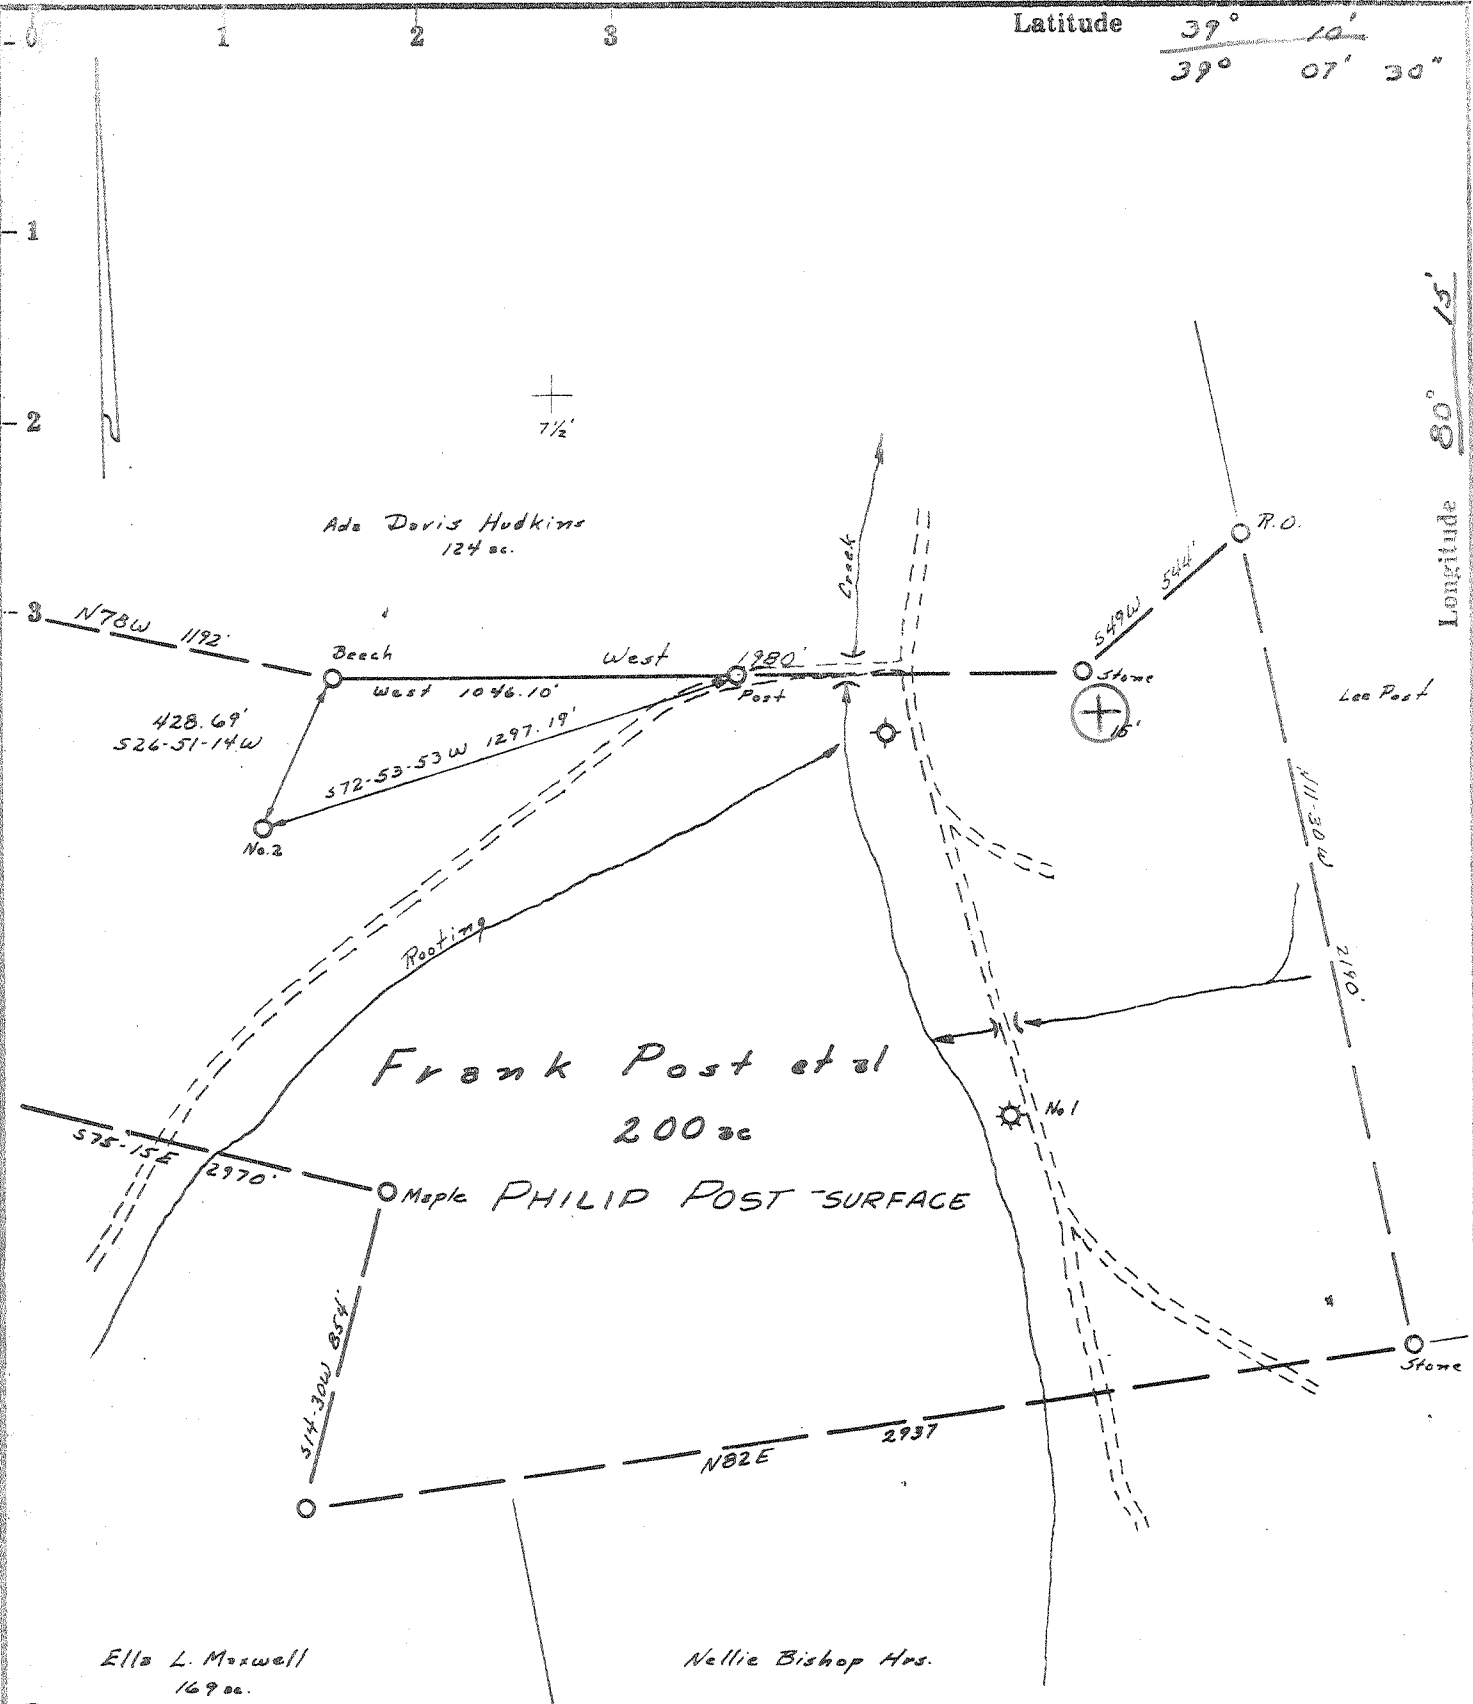 0 1 2 3
Latitude 39° 10'
39° 07' 30"
1
2
3
Longitude 80° 15'
7½'
Ada Davis Hudkins
124 ac.
Creek
R.O.
S49W 544'
N78W 1192'
Beech
West 1980'
West 1046.10'
Post
Stone
15'
Lee Post
428.69'
S26-51-14W
S72-53-53W 1297.19'
No.2
N11-30W 2190'
Rooting
Frank Post et al
200 ac
No 1
S75-15E 2970'
Maple
PHILIP POST - SURFACE
S14-30W 854'
Stone
N82E 2937
Ella L. Maxwell
169 ac.
Nellie Bishop Hrs.